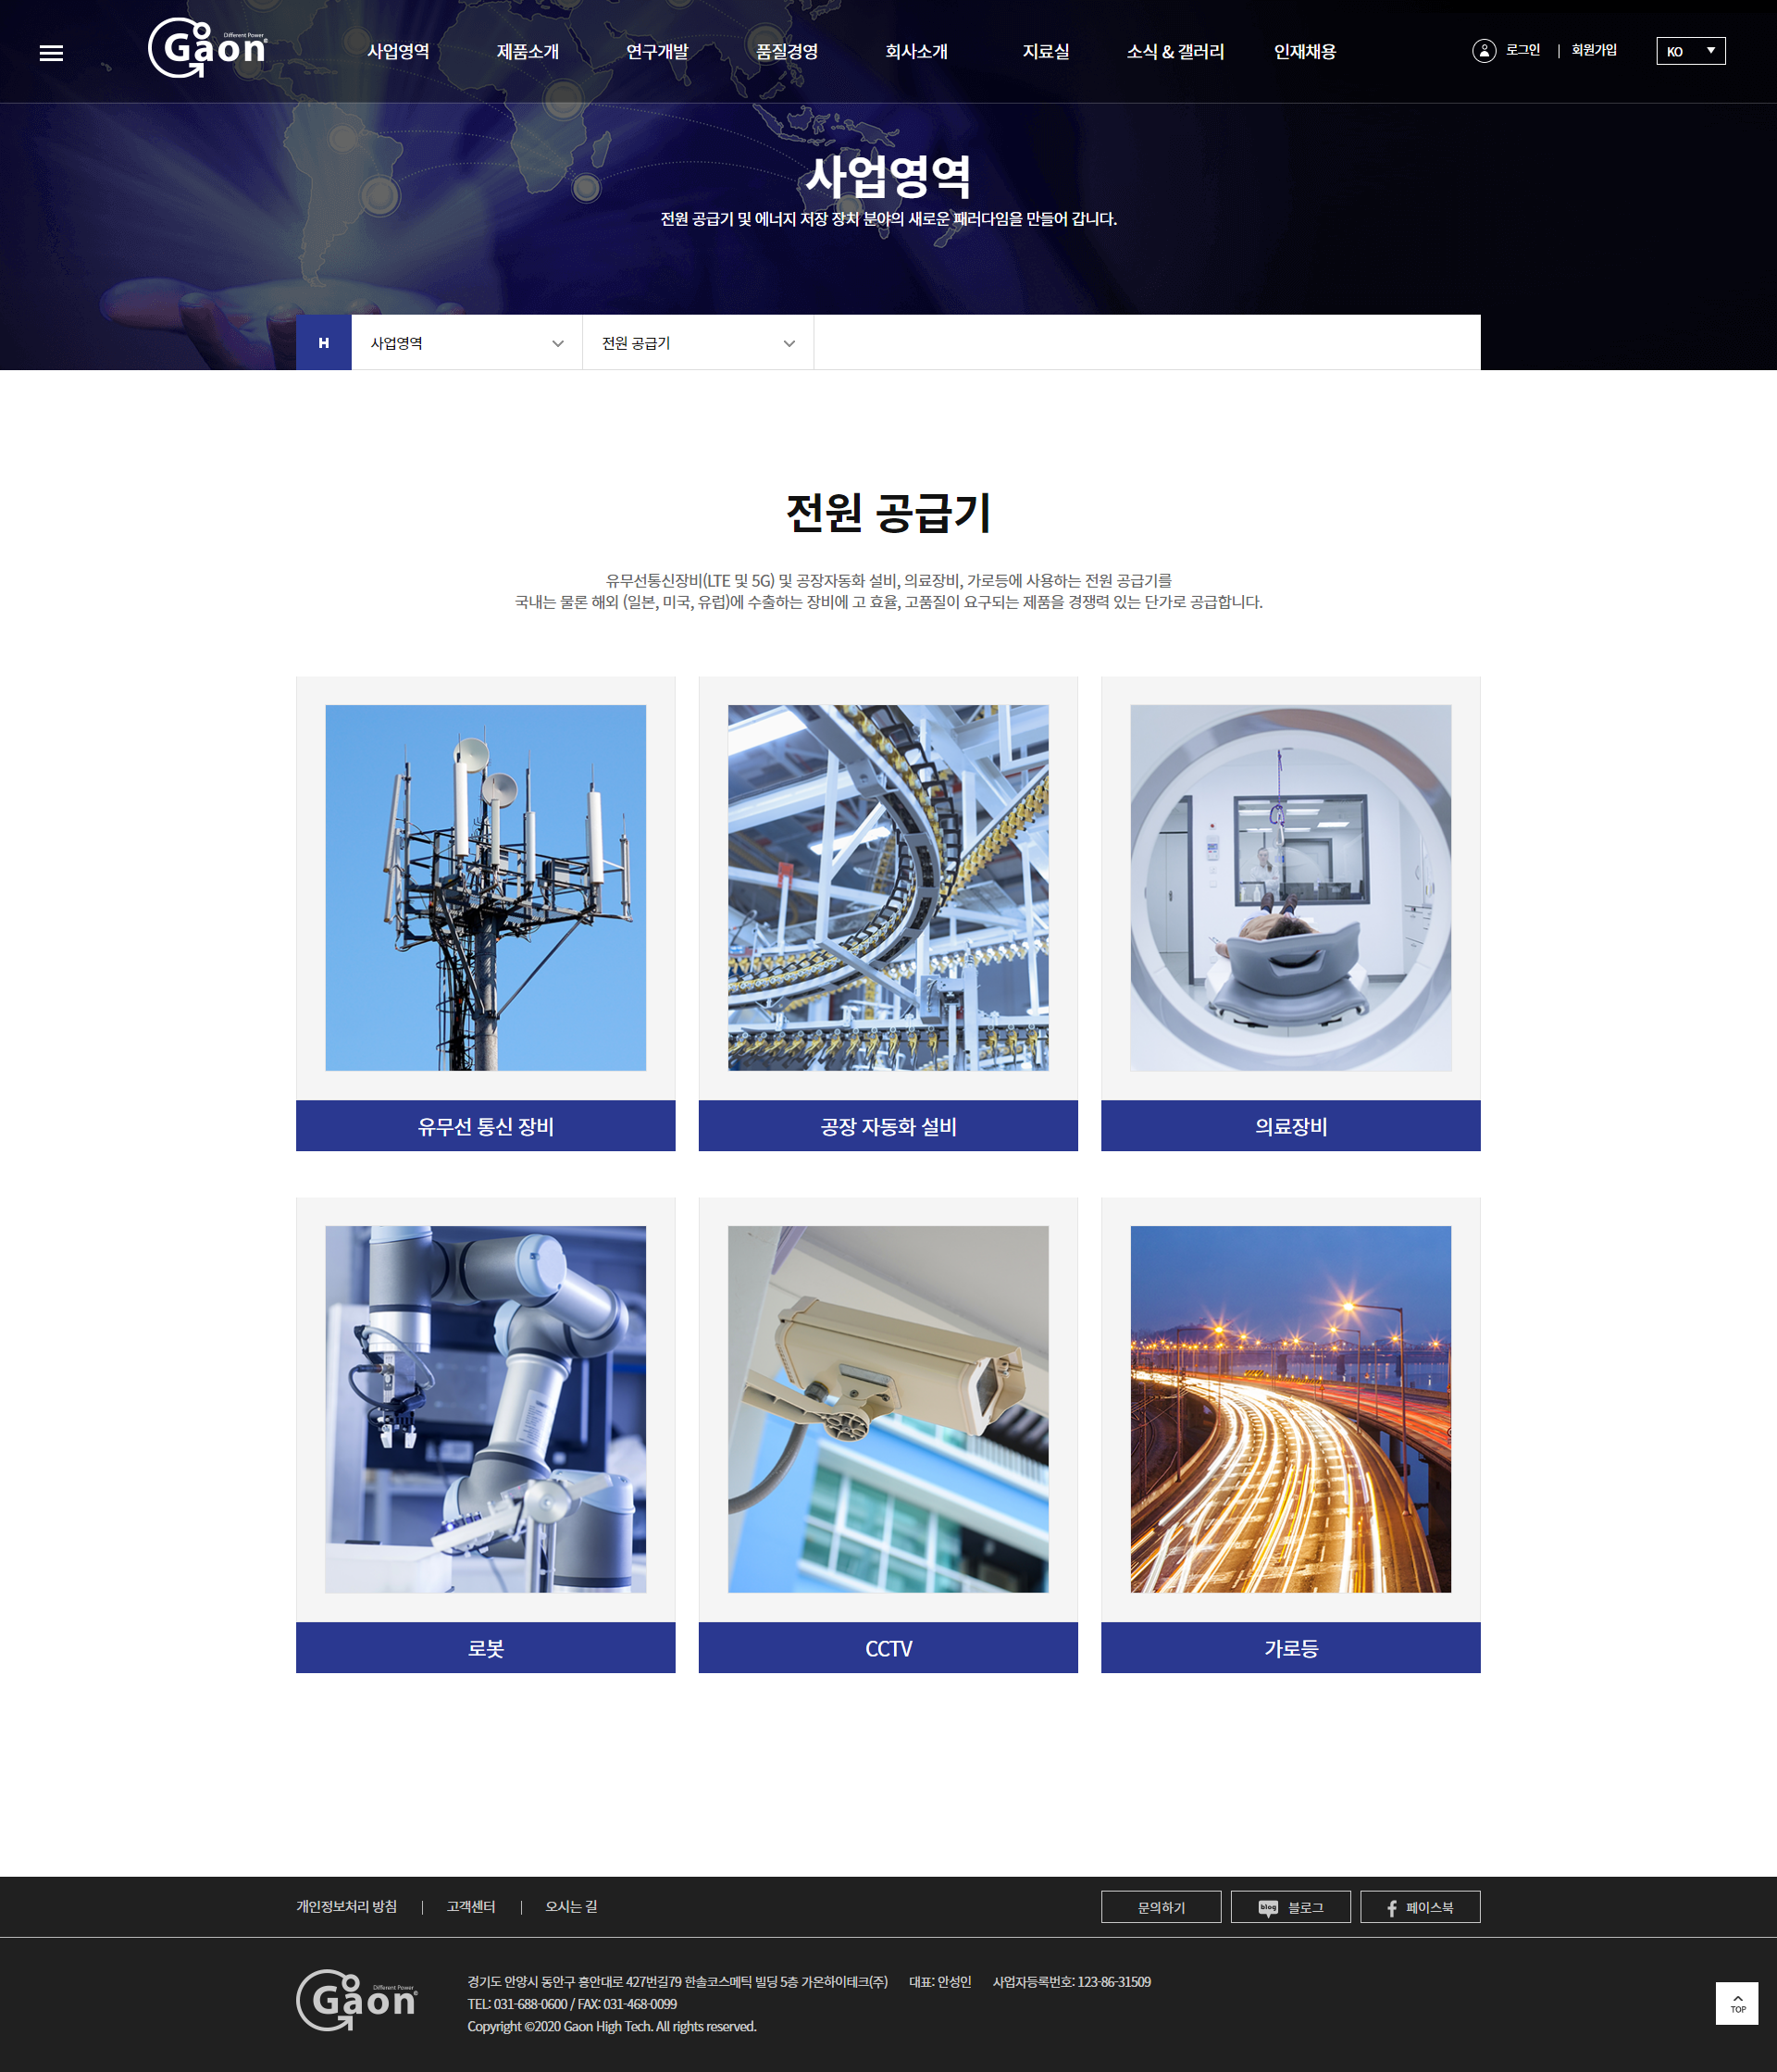 Gaon
Different Power
사업영역
제품소개
연구개발
품질경영
회사소개
지료실
소식 & 갤러리
인재채용
로그인
회원가입
KO
사업영역
전원 공급기 및 에너지 저장 장치 분야의 새로운 패러다임을 만들어 갑니다.
H
사업영역
전원 공급기
전원 공급기
유무선통신장비(LTE 및 5G) 및 공장자동화 설비, 의료장비, 가로등에 사용하는 전원 공급기를
국내는 물론 해외 (일본, 미국, 유럽)에 수출하는 장비에 고 효율, 고품질이 요구되는 제품을 경쟁력 있는 단가로 공급합니다.
유무선 통신 장비
공장 자동화 설비
의료장비
로봇
CCTV
가로등
개인정보처리 방침
고객센터
오시는 길
문의하기
blog 블로그
페이스북
Gaon
Different Power
경기도 안양시 동안구 흥안대로 427번길79 한솔코스메틱 빌딩 5층 가온하이테크(주) 대표: 안성인 사업자등록번호: 123-86-31509
TEL: 031-688-0600 / FAX: 031-468-0099
Copyright ©2020 Gaon High Tech. All rights reserved.
TOP